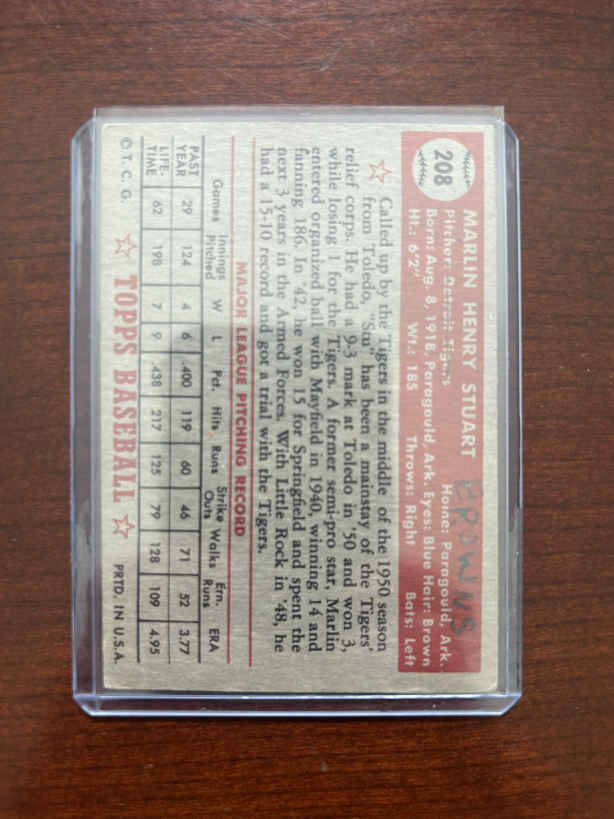 208
MARLIN HENRY STUART
BROWNS
Pitcher: Detroit Tigers Home: Paragould, Ark.
Born: Aug. 8, 1918, Paragould, Ark. Eyes: Blue Hair: Brown
Ht.: 6'2" Wt.: 185 Throws: Right Bats: Left
Called up by the Tigers in the middle of the 1950 season
from Toledo, "Stu" has been a mainstay of the Tigers'
relief corps. He had a 9-3 mark at Toledo in '50 and won 3,
while losing 1 for the Tigers. A former semi-pro star, Marlin
entered organized ball with Mayfield in 1940, winning 14 and
fanning 186. In '42, he won 15 for Springfield and spent the
next 3 years in the Armed Forces. With Little Rock in '48, he
had a 15-10 record and got a trial with the Tigers.
MAJOR LEAGUE PITCHING RECORD
Games Innings Pitched W L Pct. Hits Runs Strike Outs Walks Ern. Runs ERA
PAST YEAR 29 124 4 6 .400 119 60 46 71 52 3.77
LIFE-TIME 62 198 7 9 .438 217 125 79 128 109 4.95
© T. C. G. TOPPS BASEBALL PRTD. IN U.S.A.